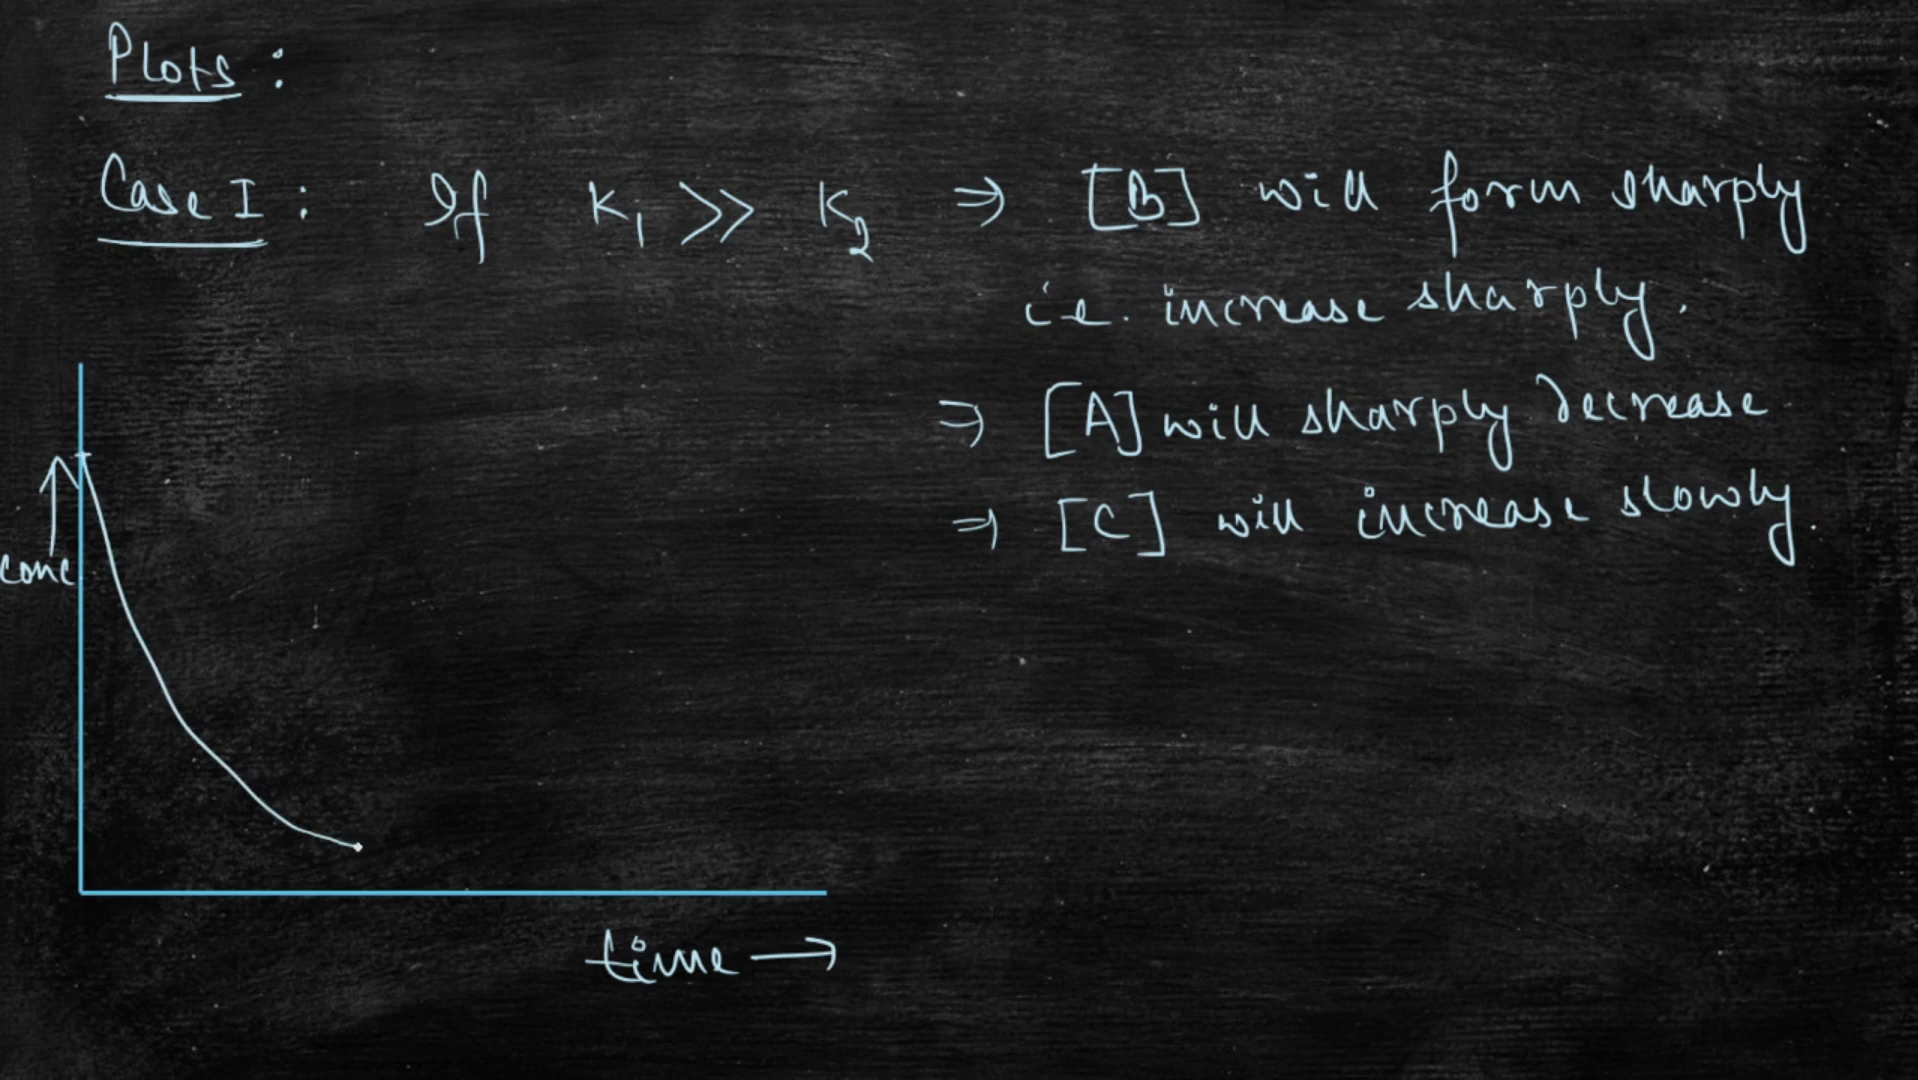 Plots :
Case I : If K₁ >> K₂ ⇒ [B] will form sharply
i.e. increase sharply.
⇒ [A] will sharply decrease
⇒ [C] will increase slowly.
conc
time →